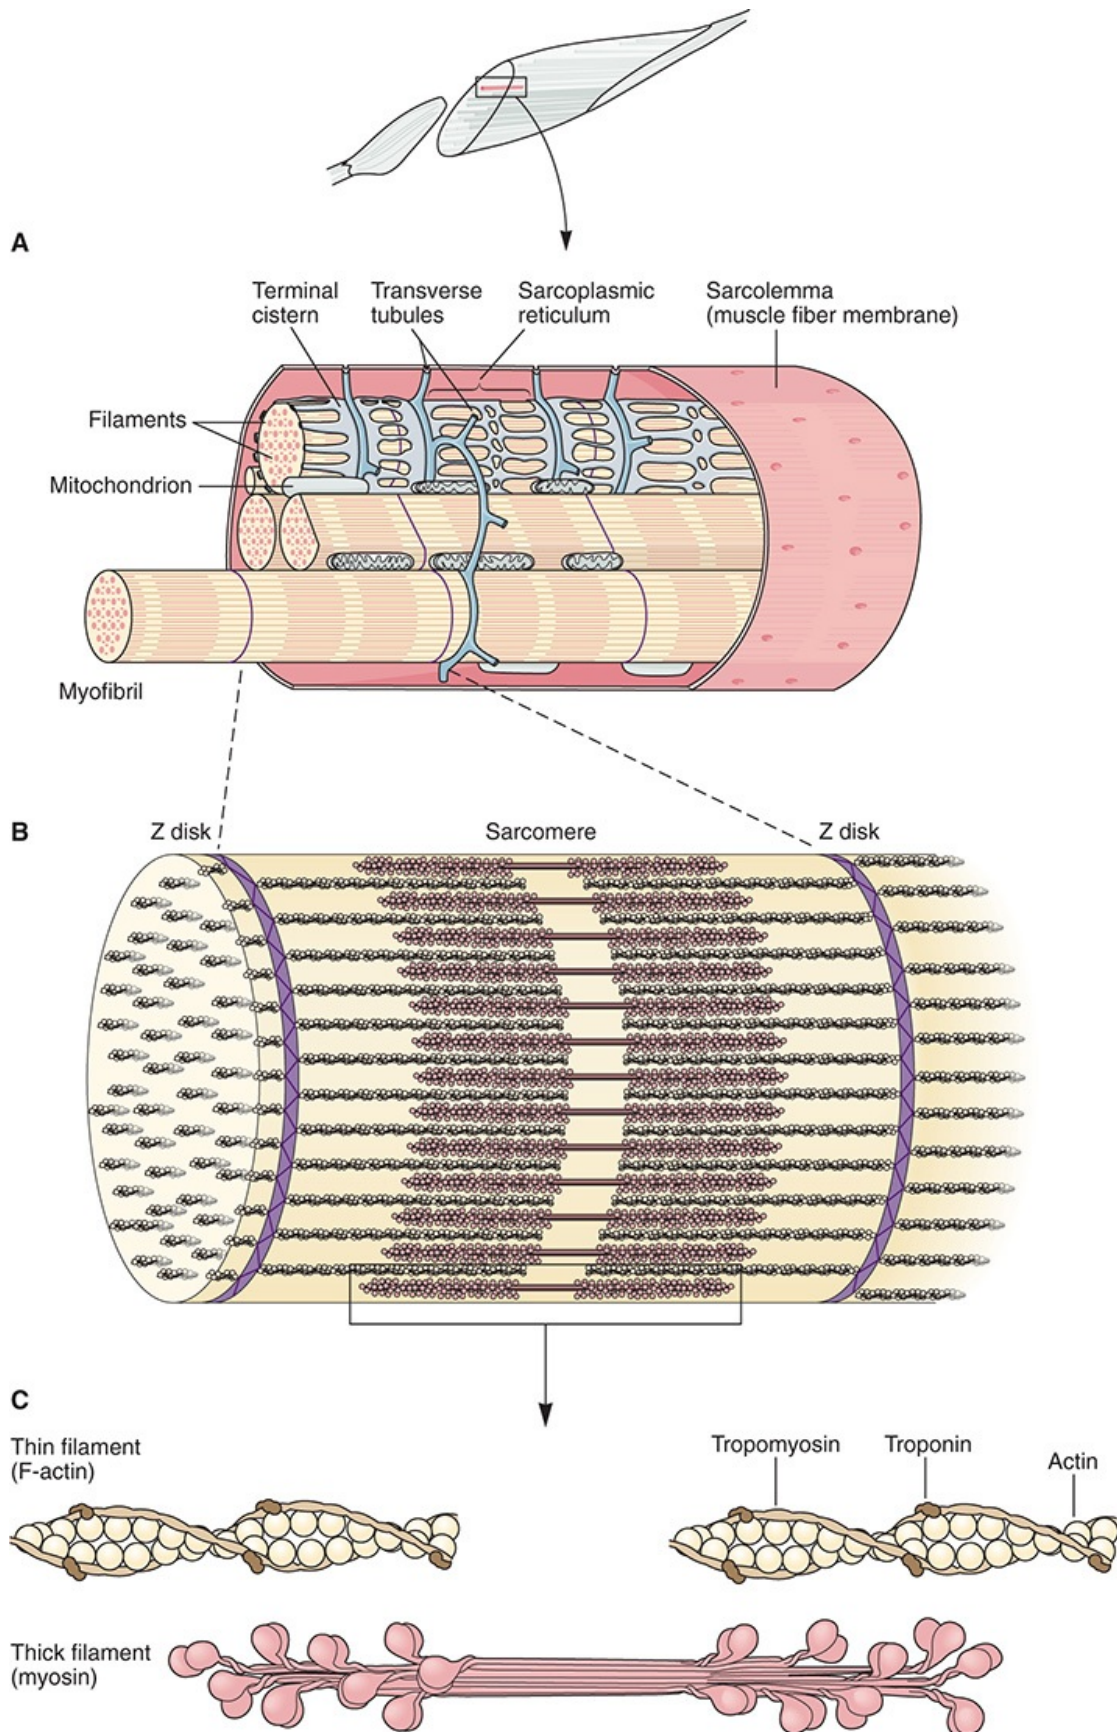 A
Terminal
cistern
Transverse
tubules
Sarcoplasmic
reticulum
Sarcolemma
(muscle fiber membrane)
Filaments
Mitochondrion
Myofibril
B
Z disk
Sarcomere
Z disk
C
Thin filament
(F-actin)
Tropomyosin
Troponin
Actin
Thick filament
(myosin)